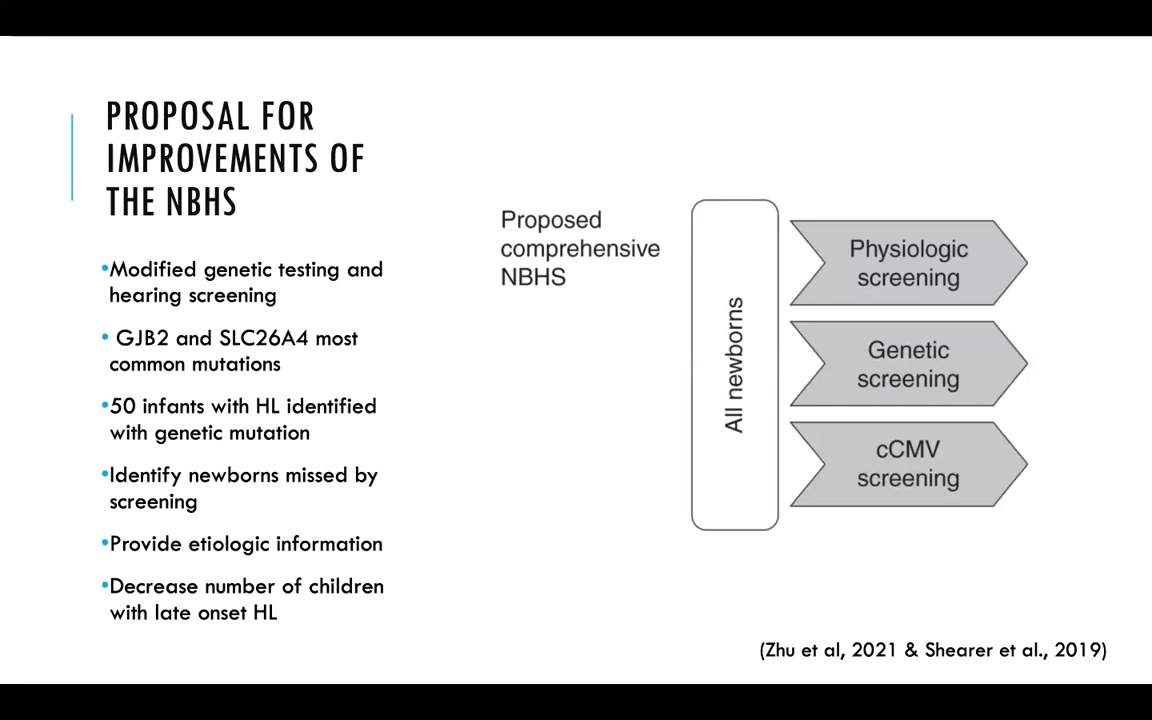 PROPOSAL FOR
IMPROVEMENTS OF
THE NBHS
•Modified genetic testing and
hearing screening
• GJB2 and SLC26A4 most
common mutations
•50 infants with HL identified
with genetic mutation
•Identify newborns missed by
screening
•Provide etiologic information
•Decrease number of children
with late onset HL
Proposed
comprehensive
NBHS
All newborns
Physiologic
screening
Genetic
screening
cCMV
screening
(Zhu et al, 2021 & Shearer et al., 2019)